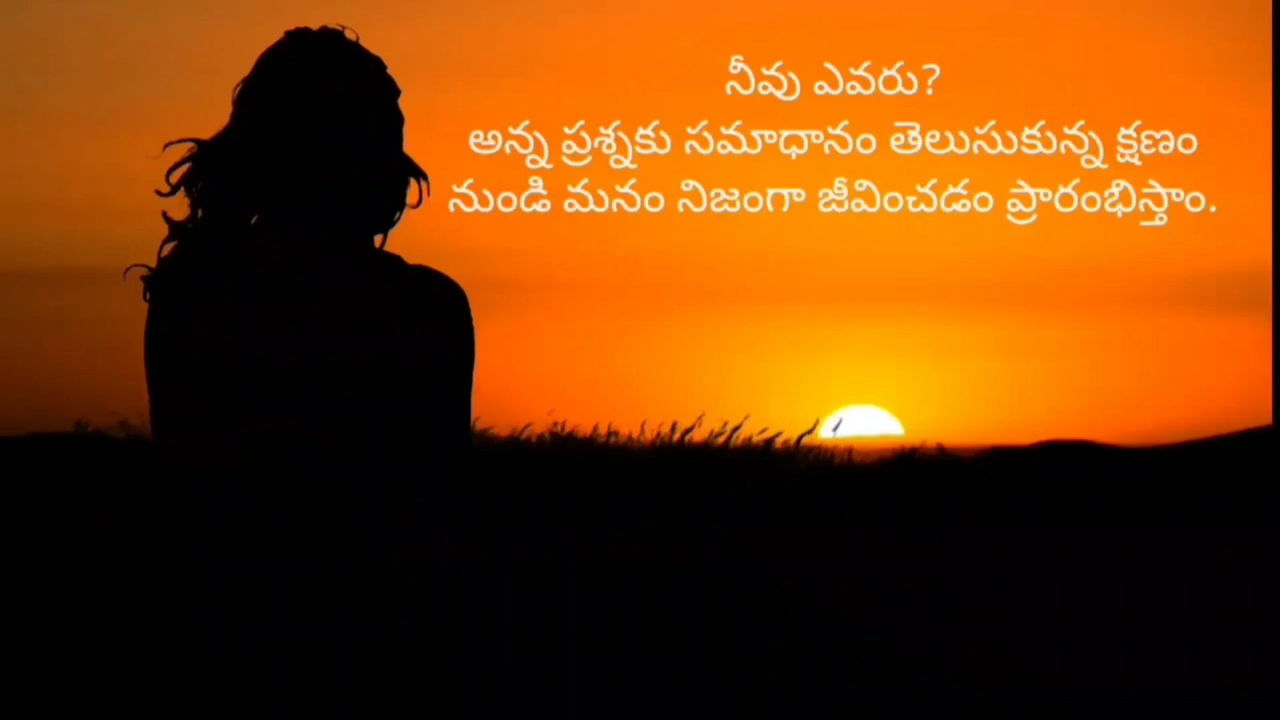 నీవు ఎవరు?
అన్న ప్రశ్నకు సమాధానం తెలుసుకున్న క్షణం
నుండి మనం నిజంగా జీవించడం ప్రారంభిస్తాం.